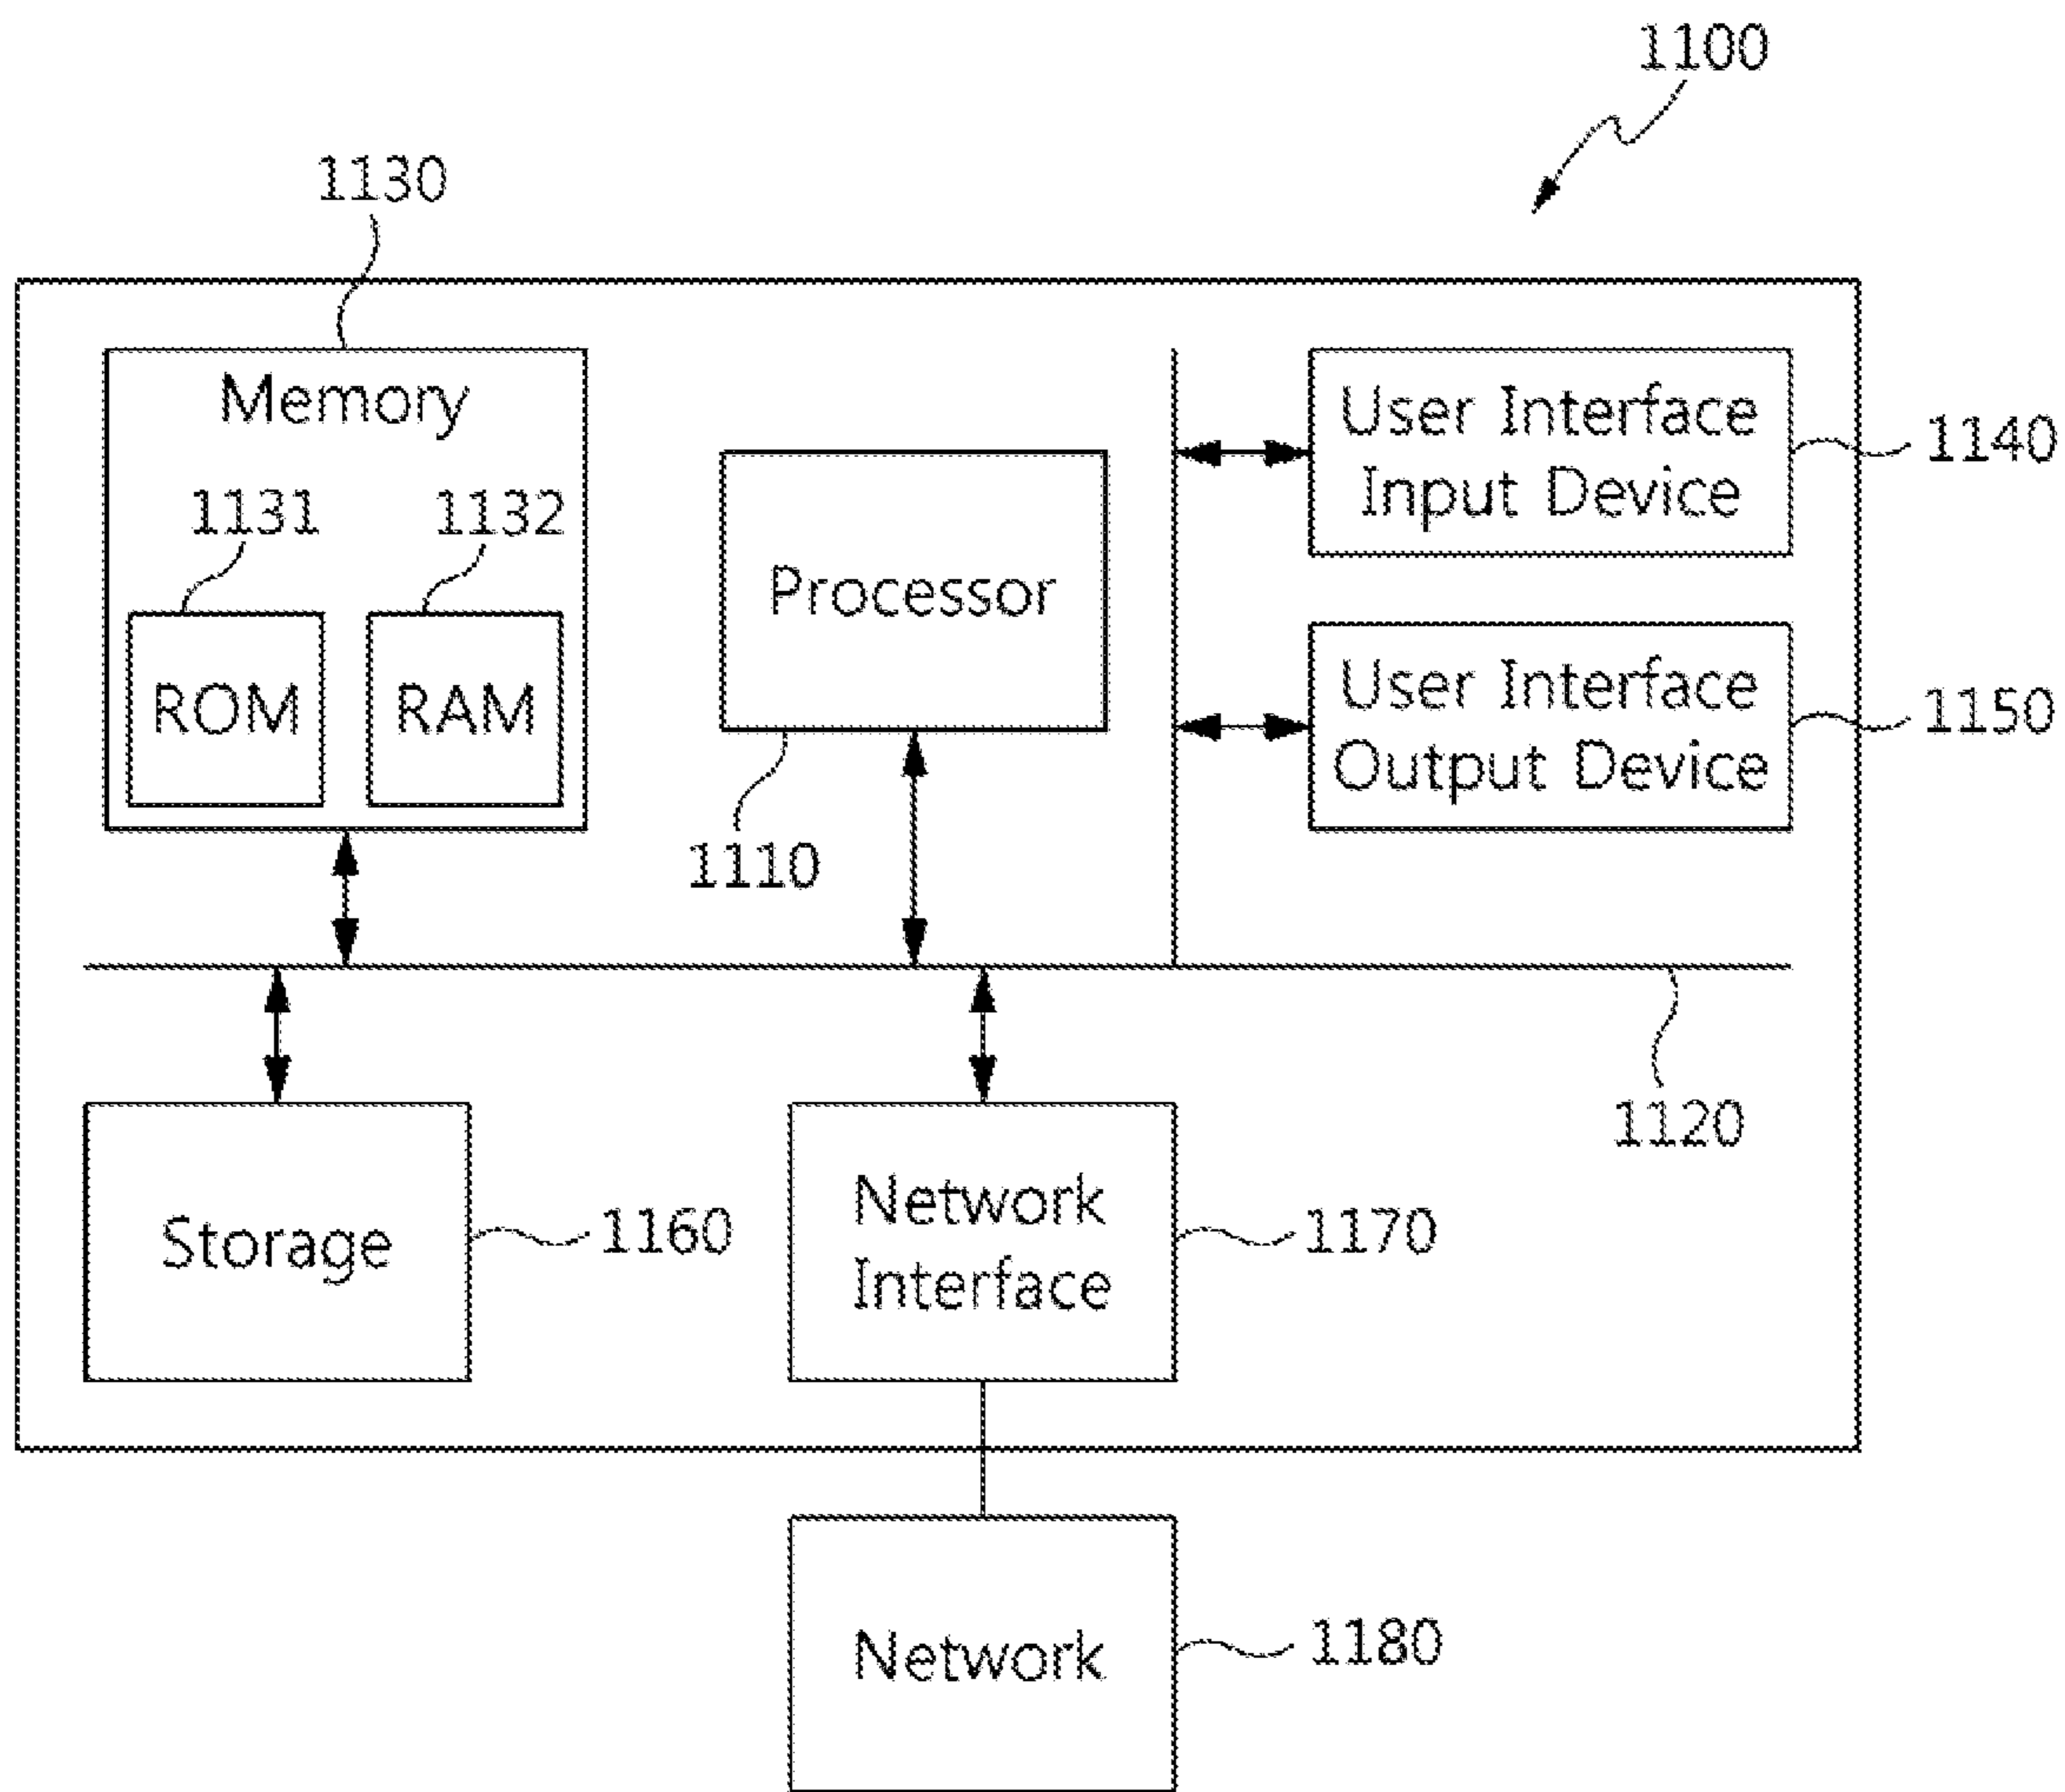 1100
1130
Memory
1131
1132
ROM
RAM
Processor
1110
User Interface
Input Device
1140
User Interface
Output Device
1150
1120
Storage
1160
Network
Interface
1170
Network
1180